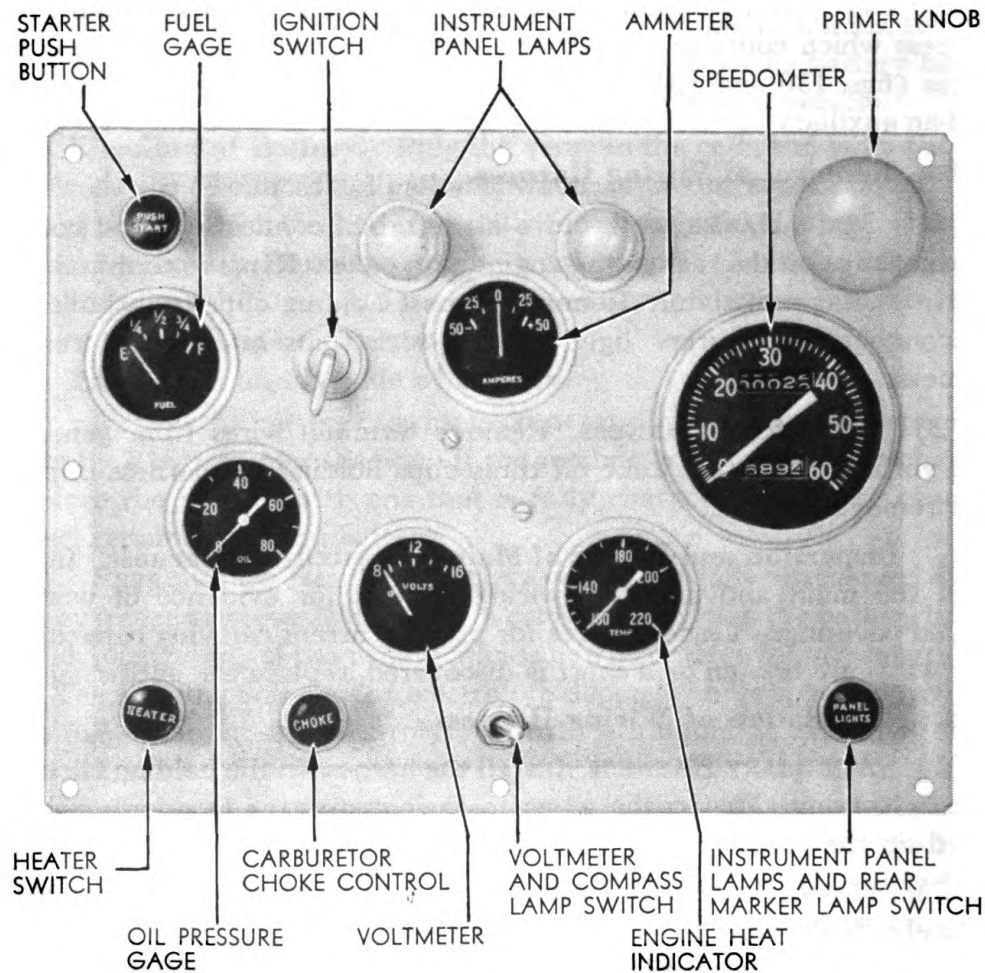 STARTER
PUSH
BUTTON
FUEL
GAGE
IGNITION
SWITCH
INSTRUMENT
PANEL LAMPS
AMMETER
PRIMER KNOB
SPEEDOMETER
PUSH
START
1/4 1/2 3/4
E F
FUEL
25 0 25
50- +50
AMPERES
30
20 40
10 50
0 60
40
20 60
0 80
OIL
12
8 16
VOLTS
180
140 200
100 220
TEMP
HEATER
CHOKE
PANEL
LIGHTS
HEATER
SWITCH
CARBURETOR
CHOKE CONTROL
VOLTMETER
AND COMPASS
LAMP SWITCH
INSTRUMENT PANEL
LAMPS AND REAR
MARKER LAMP SWITCH
OIL PRESSURE
GAGE
VOLTMETER
ENGINE HEAT
INDICATOR